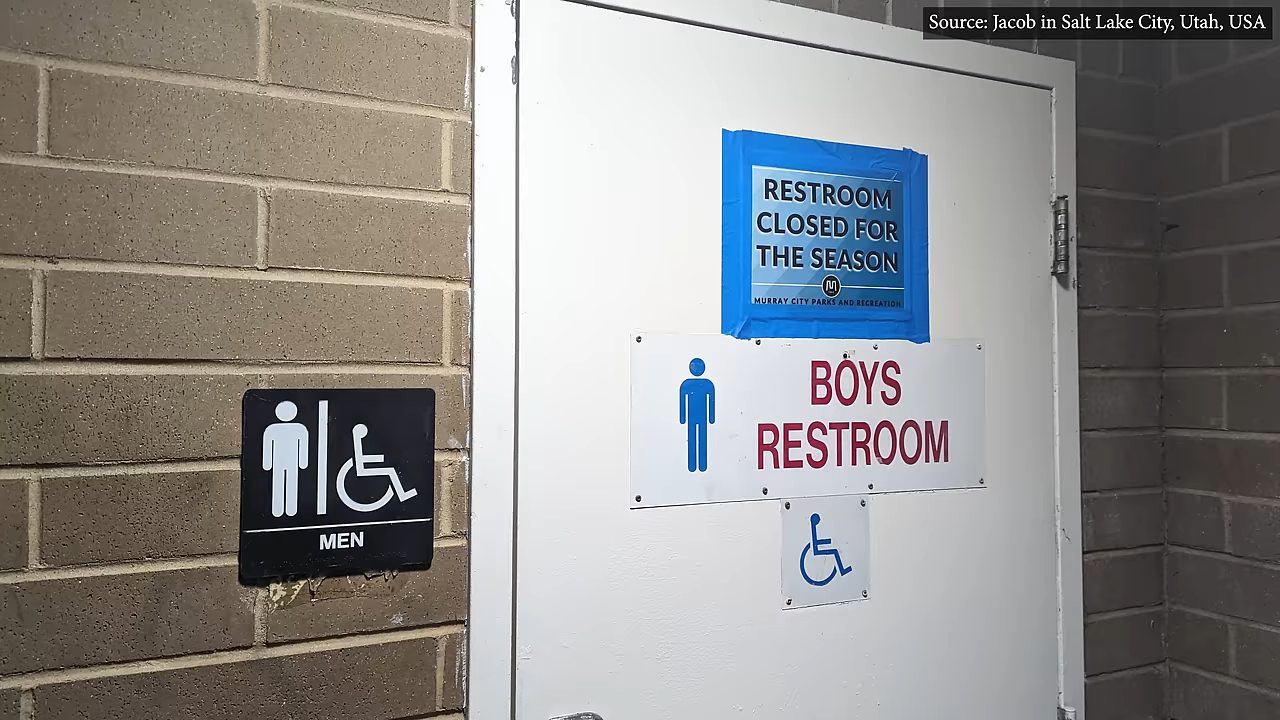 Source: Jacob in Salt Lake City, Utah, USA
RESTROOM
CLOSED FOR
THE SEASON
MURRAY CITY PARKS AND RECREATION
BOYS
RESTROOM
MEN